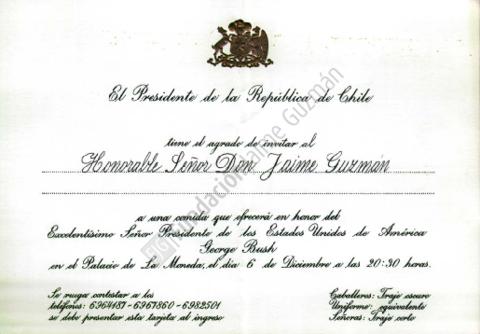 El Presidente de la República de Chile
tiene el agrado de invitar al
Honorable Señor Don Jaime Guzmán
a una comida que ofrecerá en honor del
Excelentísimo Señor Presidente de los Estados Unidos de América
George Bush
en el Palacio de La Moneda, el día 6 de Diciembre a las 20:30 horas.
Se ruega contestar a los
teléfonos: 6964187-6967860-6982501
se debe presentar esta tarjeta al ingreso
Caballeros: Traje oscuro
Uniforme: equivalente
Señoras: Traje corto
Fundación Jaime Guzmán